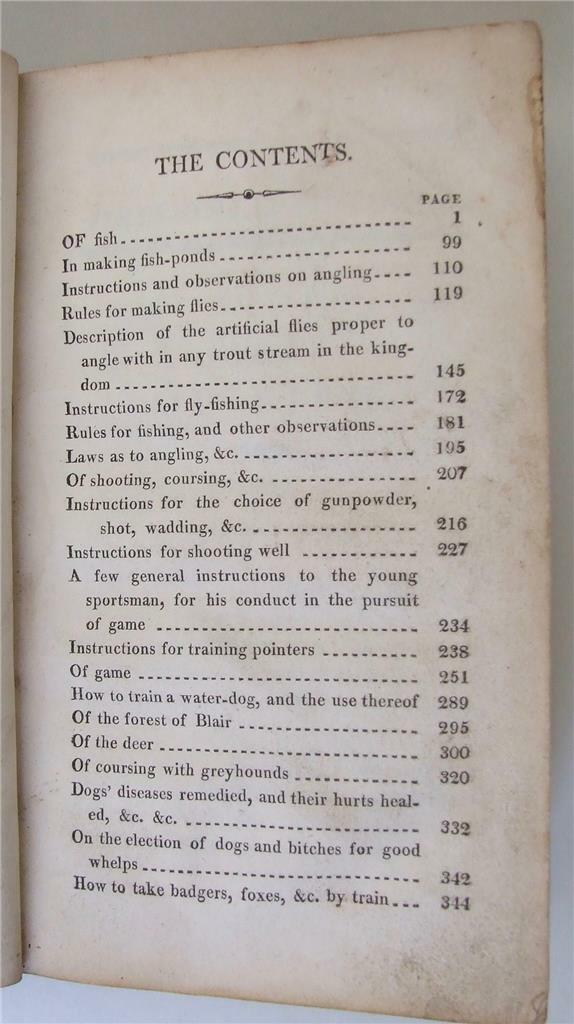 THE CONTENTS.
PAGE
OF fish 1
In making fish-ponds 99
Instructions and observations on angling 110
Rules for making flies 119
Description of the artificial flies proper to
angle with in any trout stream in the king-
dom 145
Instructions for fly-fishing 172
Rules for fishing, and other observations 181
Laws as to angling, &c. 195
Of shooting, coursing, &c. 207
Instructions for the choice of gunpowder,
shot, wadding, &c. 216
Instructions for shooting well 227
A few general instructions to the young
sportsman, for his conduct in the pursuit
of game 234
Instructions for training pointers 238
Of game 251
How to train a water-dog, and the use thereof 289
Of the forest of Blair 295
Of the deer 300
Of coursing with greyhounds 320
Dogs' diseases remedied, and their hurts heal-
ed, &c. &c. 332
On the election of dogs and bitches for good
whelps 342
How to take badgers, foxes, &c. by train 344